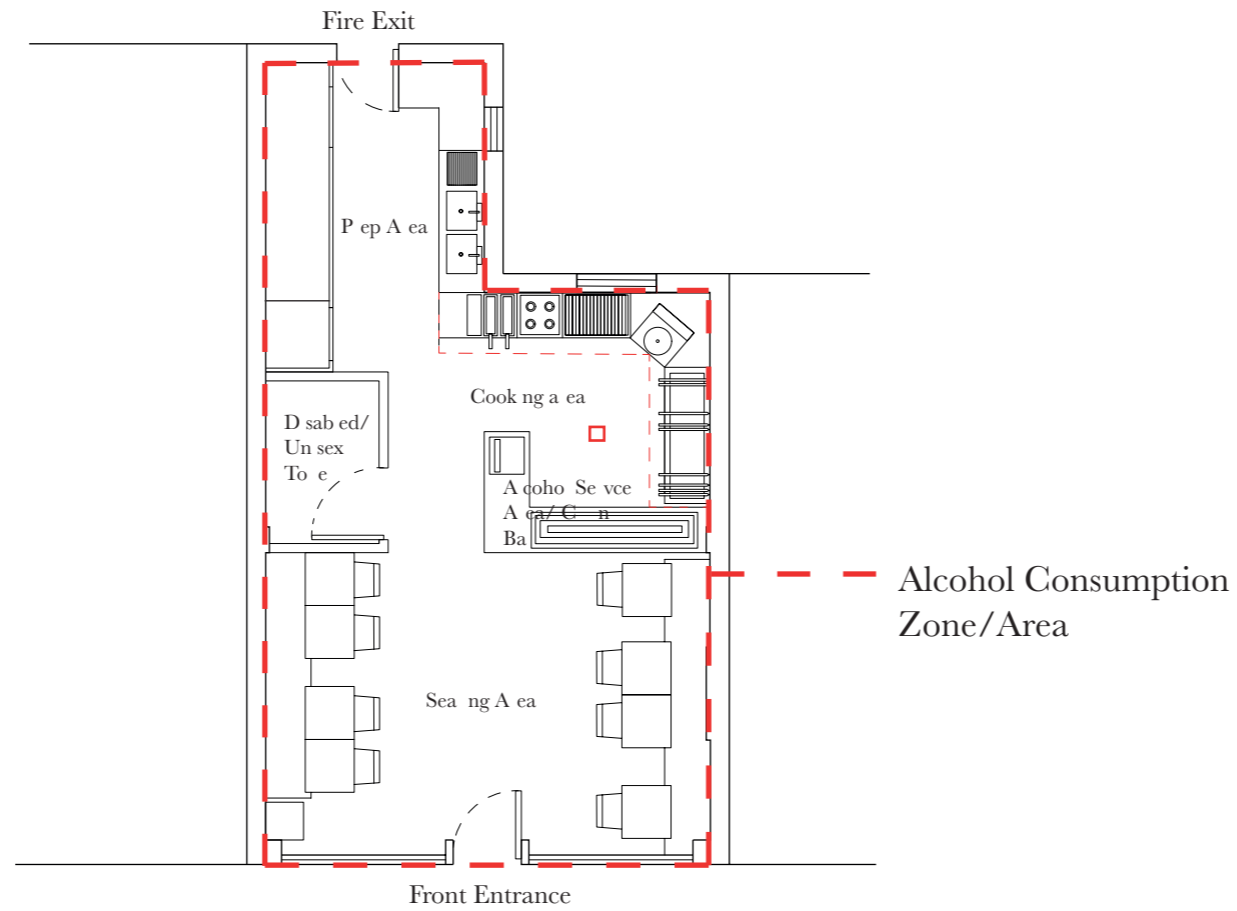 Fire Exit
P ep A ea
Cook ng a ea
D sab ed/
Un sex
To e
A coho Se vce
A ea/ C n
Ba
Alcohol Consumption
Zone/Area
Sea ng A ea
Front Entrance